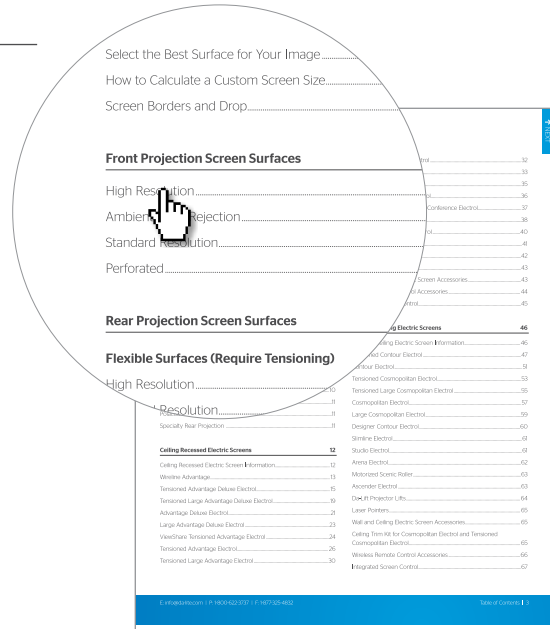 Select the Best Surface for Your Image
How to Calculate a Custom Screen Size
Screen Borders and Drop
Front Projection Screen Surfaces
High Resolution
Ambient Rejection
Standard Resolution
Perforated
Rear Projection Screen Surfaces
Flexible Surfaces (Require Tensioning)
High Resolution
Resolution
10
11
11
Specialty Rear Projection 11
Ceiling Recessed Electric Screens 12
Ceiling Recessed Electric Screen Information 12
Wireline Advantage 13
Tensioned Advantage Deluxe Electrol 15
Tensioned Large Advantage Deluxe Electrol 19
Advantage Deluxe Electrol 21
Large Advantage Deluxe Electrol 23
ViewShare Tensioned Advantage Electrol 24
Tensioned Advantage Electrol 26
Tensioned Large Advantage Electrol 30
NEXT
32
33
35
36
Conference Electrol 37
38
40
41
42
43
Screen Accessories 43
Accessories 44
45
Electric Screens 46
Electric Screen Information 46
Contour Electrol 47
Contour Electrol 51
Tensioned Cosmopolitan Electrol 53
Tensioned Large Cosmopolitan Electrol 55
Cosmopolitan Electrol 57
Large Cosmopolitan Electrol 59
Designer Contour Electrol 60
Slimline Electrol 61
Studio Electrol 61
Arena Electrol 62
Motorized Scenic Roller 63
Ascender Electrol 63
Da-Lift Projector Lifts 64
Laser Pointers 65
Wall and Ceiling Electric Screen Accessories 65
Ceiling Trim Kit for Cosmopolitan Electrol and Tensioned
Cosmopolitan Electrol 65
Wireless Remote Control Accessories 66
Integrated Screen Control 67
E: info@dalite.com | P: 1-800-622-3737 | F: 1-877-325-4832
Table of Contents | 3